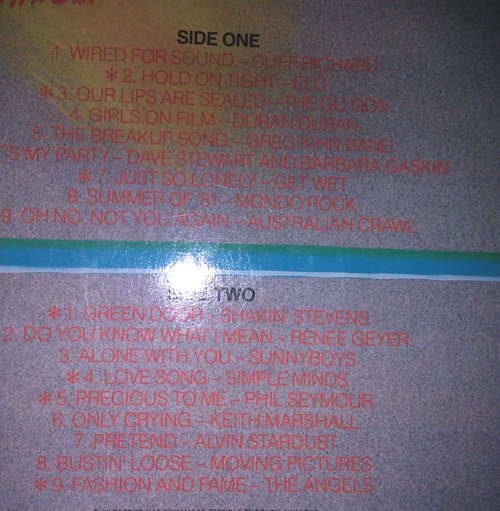 SIDE ONE
1. WIRED FOR SOUND - CLIFF RICHARD
* 2. HOLD ON TIGHT - ELO
* 3. OUR LIPS ARE SEALED - THE GO GOs
4. GIRLS ON FILM - DURAN DURAN
5. THE BREAKUP SONG - GREG KIHN BAND
'IS MY PARTY - DAVE STEWART AND BARBARA GASKIN
* 7. JUST SO LONELY - GET WET
8. SUMMER OF '81 - MONDO ROCK
9. OH NO, NOT YOU AGAIN - AUSTRALIAN CRAWL
TWO
* 1. GREEN DOOR - SHAKIN' STEVENS
2. DO YOU KNOW WHAT I MEAN - RENEE GEYER
3. ALONE WITH YOU - SUNNYBOYS
* 4. LOVE SONG - SIMPLE MINDS
* 5. PRECIOUS TO ME - PHIL SEYMOUR
6. ONLY CRYING - KEITH MARSHALL
7. PRETEND - ALVIN STARDUST
8. BUSTIN' LOOSE - MOVING PICTURES
* 9. FASHION AND FAME - THE ANGELS